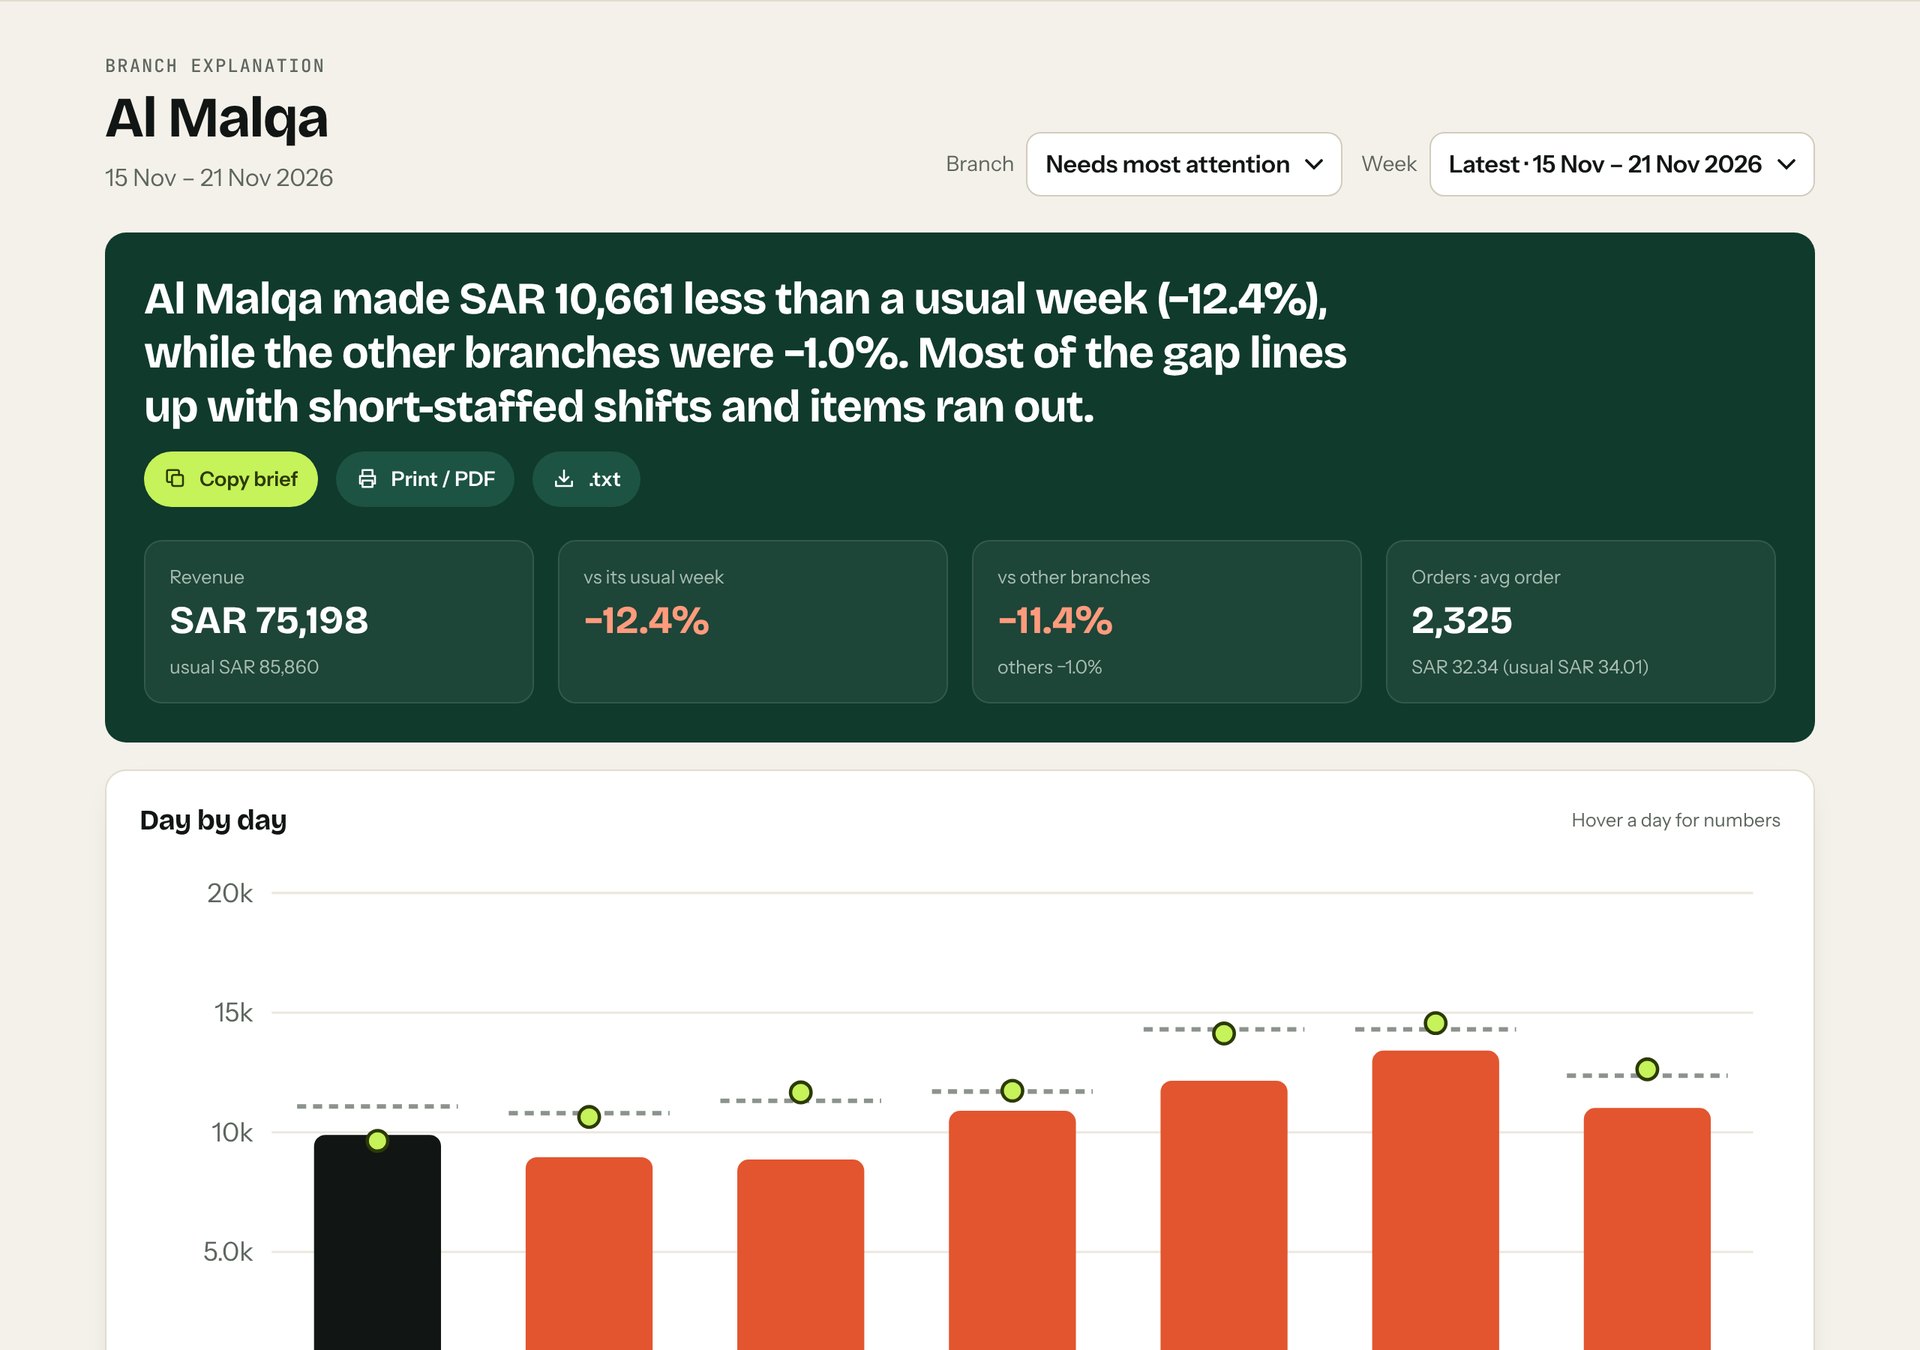 BRANCH EXPLANATION
Al Malqa
15 Nov – 21 Nov 2026
Branch
Needs most attention
Week
Latest · 15 Nov – 21 Nov 2026
Al Malqa made SAR 10,661 less than a usual week (−12.4%),
while the other branches were −1.0%. Most of the gap lines
up with short-staffed shifts and items ran out.
Copy brief
Print / PDF
.txt
Revenue
SAR 75,198
usual SAR 85,860
vs its usual week
−12.4%
vs other branches
−11.4%
others −1.0%
Orders · avg order
2,325
SAR 32.34 (usual SAR 34.01)
Day by day
Hover a day for numbers
20k
15k
10k
5.0k